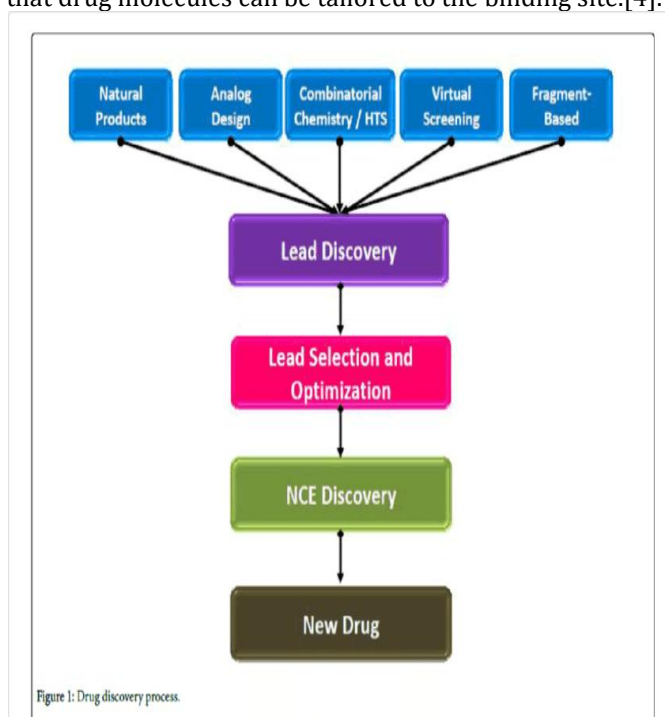 that drug molecules can be tailored to the binding site.[4].
Natural
Products
Analog
Design
Combinatorial
Chemistry / HTS
Virtual
Screening
Fragment-
Based
Lead Discovery
Lead Selection and
Optimization
NCE Discovery
New Drug
Figure 1: Drug discovery process.